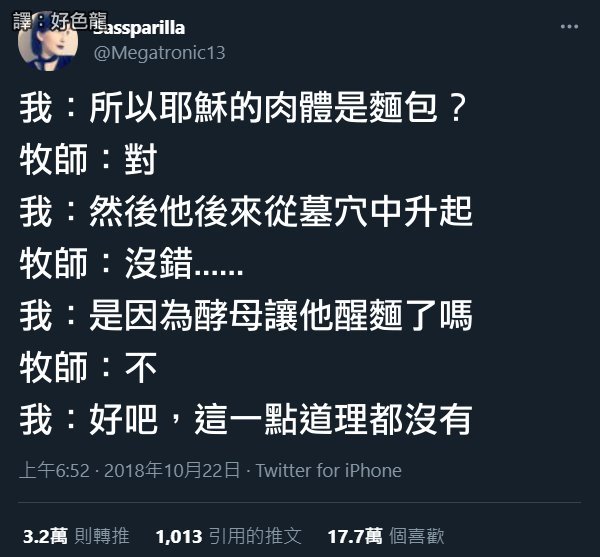 譯：好色龍
Sassparilla
@Megatronic13
我：所以耶穌的肉體是麵包？
牧師：對
我：然後他後來從墓穴中升起
牧師：沒錯......
我：是因為酵母讓他醒麵了嗎
牧師：不
我：好吧，這一點道理都沒有
上午6:52 · 2018年10月22日 · Twitter for iPhone
3.2萬 則轉推 1,013 引用的推文 17.7萬 個喜歡